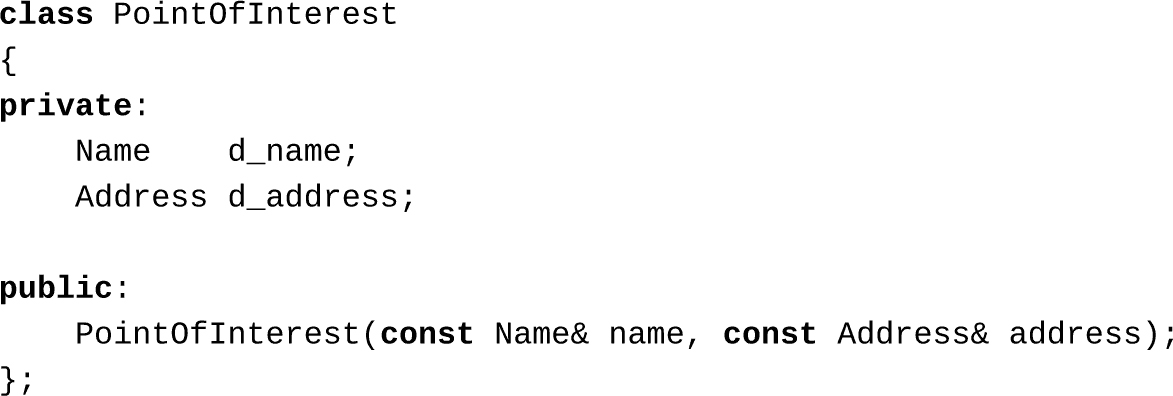 class PointOfInterest
{
private:
    Name    d_name;
    Address d_address;

public:
    PointOfInterest(const Name& name, const Address& address);
};